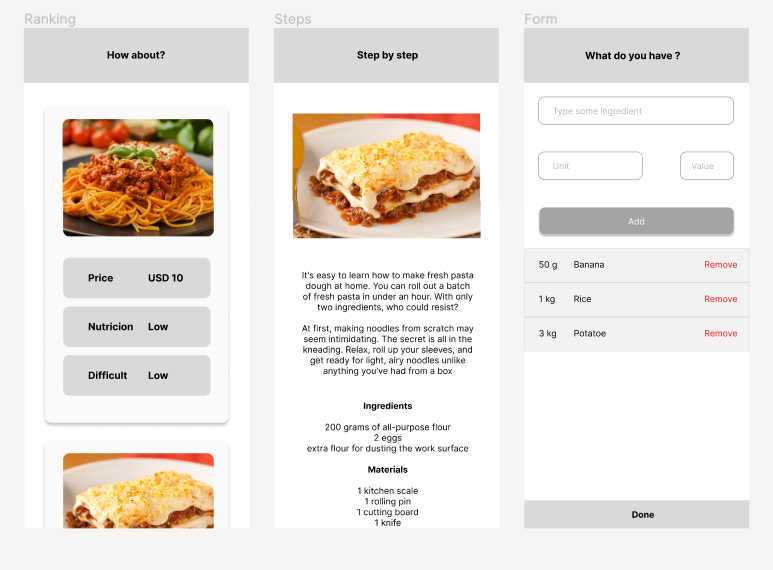 Ranking
How about?
Price USD 10
Nutricion Low
Difficult Low
Steps
Step by step
It's easy to learn how to make fresh pasta
dough at home. You can roll out a batch
of fresh pasta in under an hour. With only
two ingredients, who could resist?
At first, making noodles from scratch may
seem intimidating. The secret is all in the
kneading. Relax, roll up your sleeves, and
get ready for light, airy noodles unlike
anything you've had from a box
Ingredients
200 grams of all-purpose flour
2 eggs
extra flour for dusting the work surface
Materials
1 kitchen scale
1 rolling pin
1 cutting board
1 knife
Form
What do you have ?
Type some ingredient
Unit Value
Add
50 g Banana Remove
1 kg Rice Remove
3 kg Potatoe Remove
Done